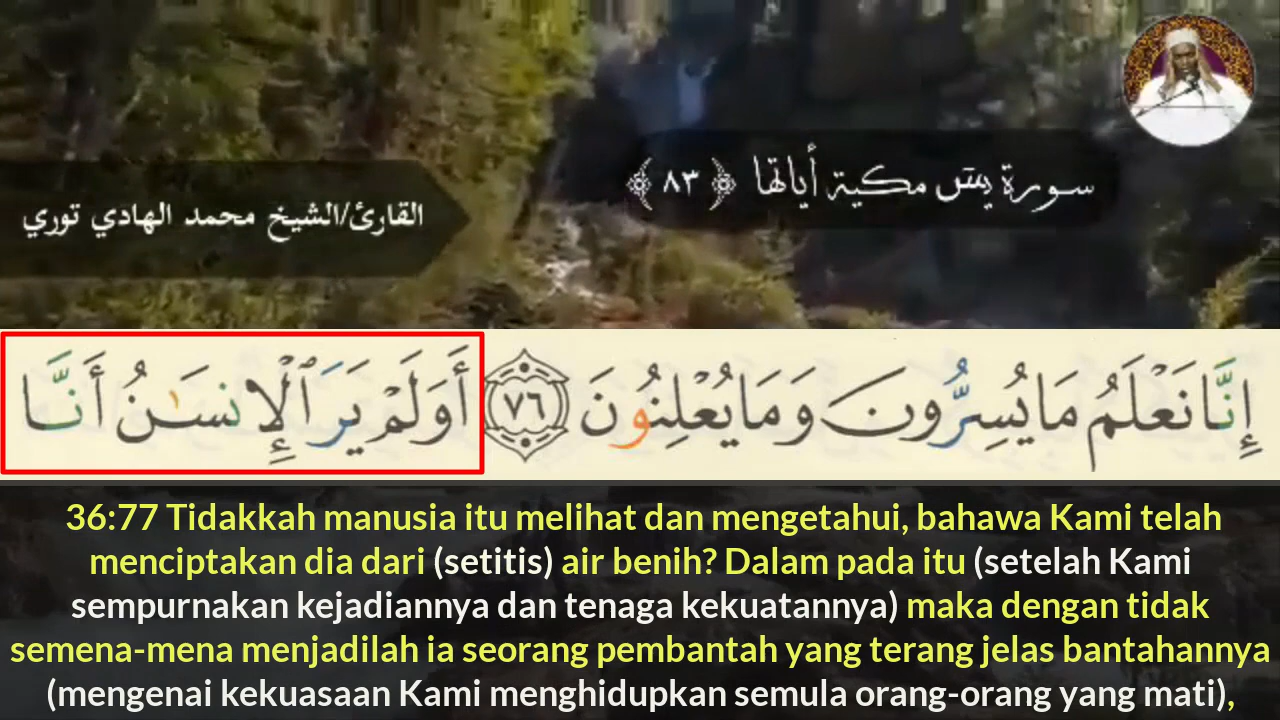 سورة يس مكية أياتها ﴿ ٨٣ ﴾
القارئ/الشيخ محمد الهادي توري
إِنَّا نَعْلَمُ مَا يُسِرُّونَ وَمَا يُعْلِنُونَ ٧٦ أَوَلَمْ يَرَ ٱلْإِنسَٰنُ أَنَّا
36:77 Tidakkah manusia itu melihat dan mengetahui, bahawa Kami telah
menciptakan dia dari (setitis) air benih? Dalam pada itu (setelah Kami
sempurnakan kejadiannya dan tenaga kekuatannya) maka dengan tidak
semena-mena menjadilah ia seorang pembantah yang terang jelas bantahannya
(mengenai kekuasaan Kami menghidupkan semula orang-orang yang mati),